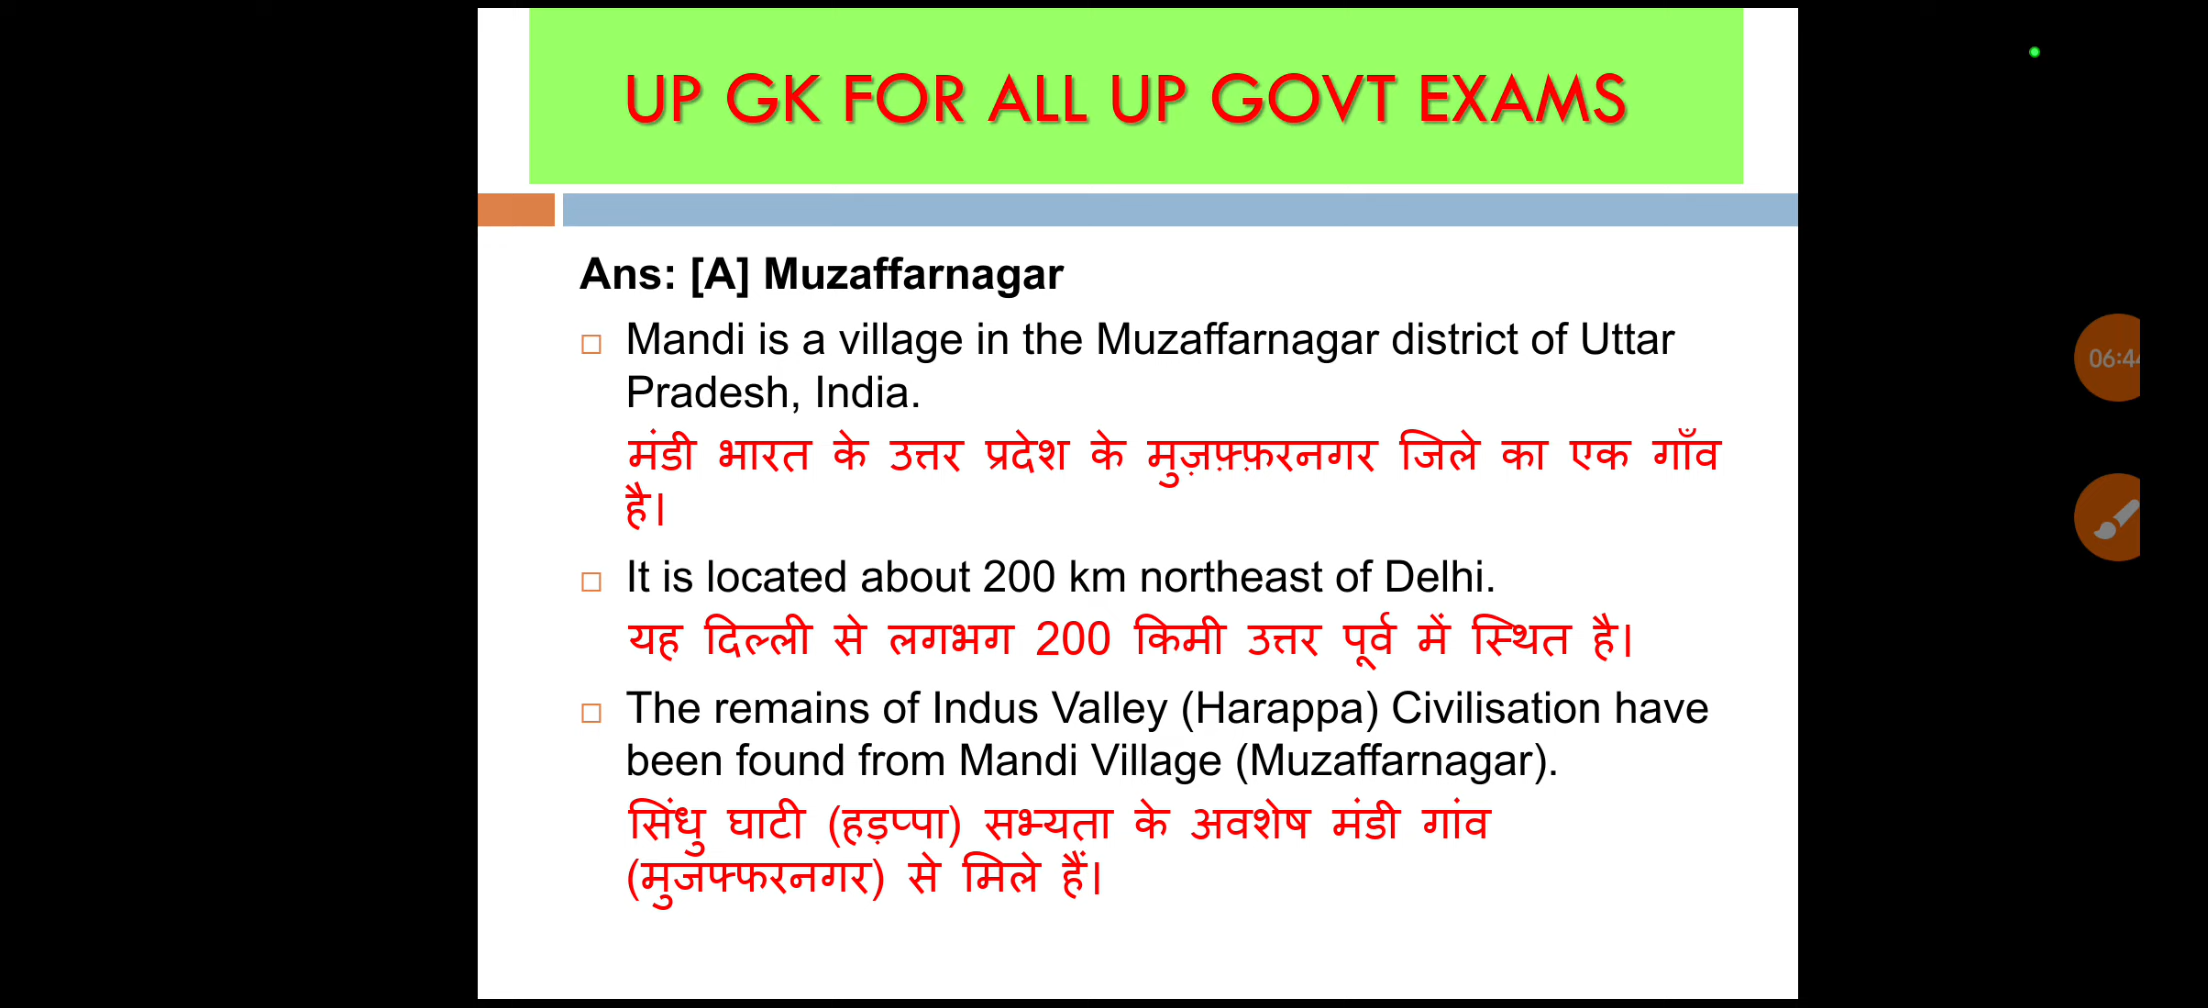 UP GK FOR ALL UP GOVT EXAMS
Ans: [A] Muzaffarnagar
Mandi is a village in the Muzaffarnagar district of Uttar
Pradesh, India.
मंडी भारत के उत्तर प्रदेश के मुज़फ़्फ़रनगर जिले का एक गाँव
है।
It is located about 200 km northeast of Delhi.
यह दिल्ली से लगभग 200 किमी उत्तर पूर्व में स्थित है।
The remains of Indus Valley (Harappa) Civilisation have
been found from Mandi Village (Muzaffarnagar).
सिंधु घाटी (हड़प्पा) सभ्यता के अवशेष मंडी गांव
(मुजफ्फरनगर) से मिले हैं।